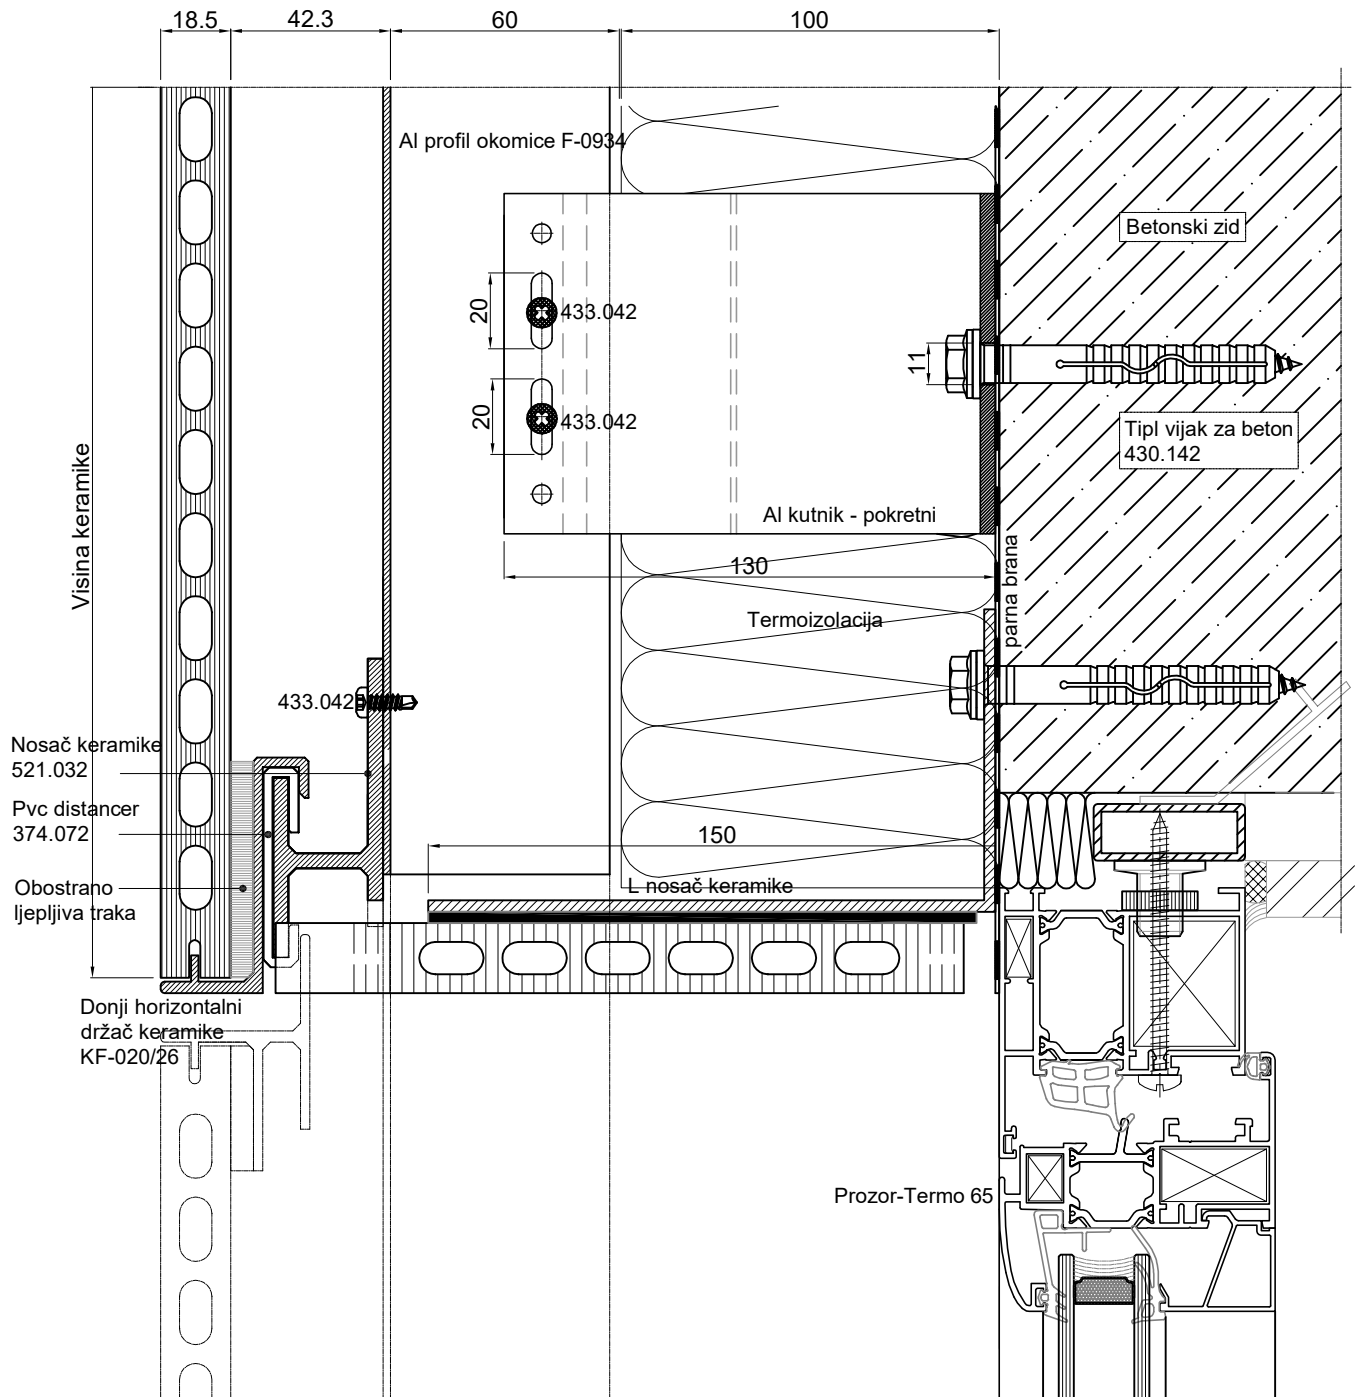 18.5
42.3
60
100
Al profil okomice F-0934
Betonski zid
20
433.042
11
20
433.042
Tipl vijak za beton
430.142
Al kutnik - pokretni
130
parna brana
Visina keramike
Termoizolacija
433.042
Nosač keramike
521.032
Pvc distancer
374.072
150
Obostrano
ljepljiva traka
L nosač keramike
Donji horizontalni
držač keramike
KF-020/26
Prozor-Termo 65